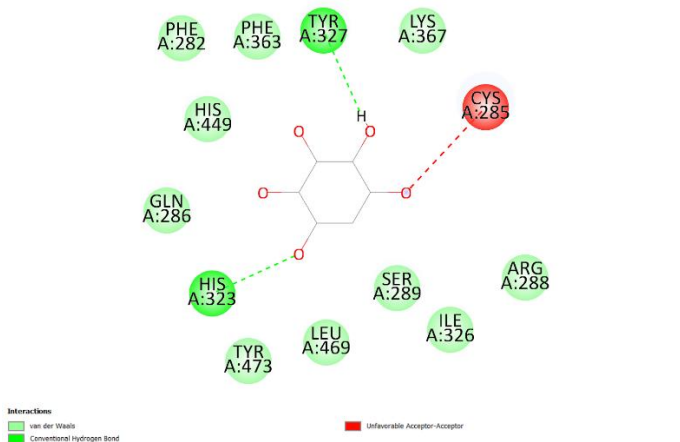 PHE
A:282
PHE
A:363
TYR
A:327
LYS
A:367
CYS
A:285
HIS
A:449
H
O
O
O
O
GLN
A:286
O
HIS
A:323
SER
A:289
ARG
A:288
ILE
A:326
LEU
A:469
TYR
A:473
Interactions
van der Waals
Conventional Hydrogen Bond
Unfavorable Acceptor-Acceptor